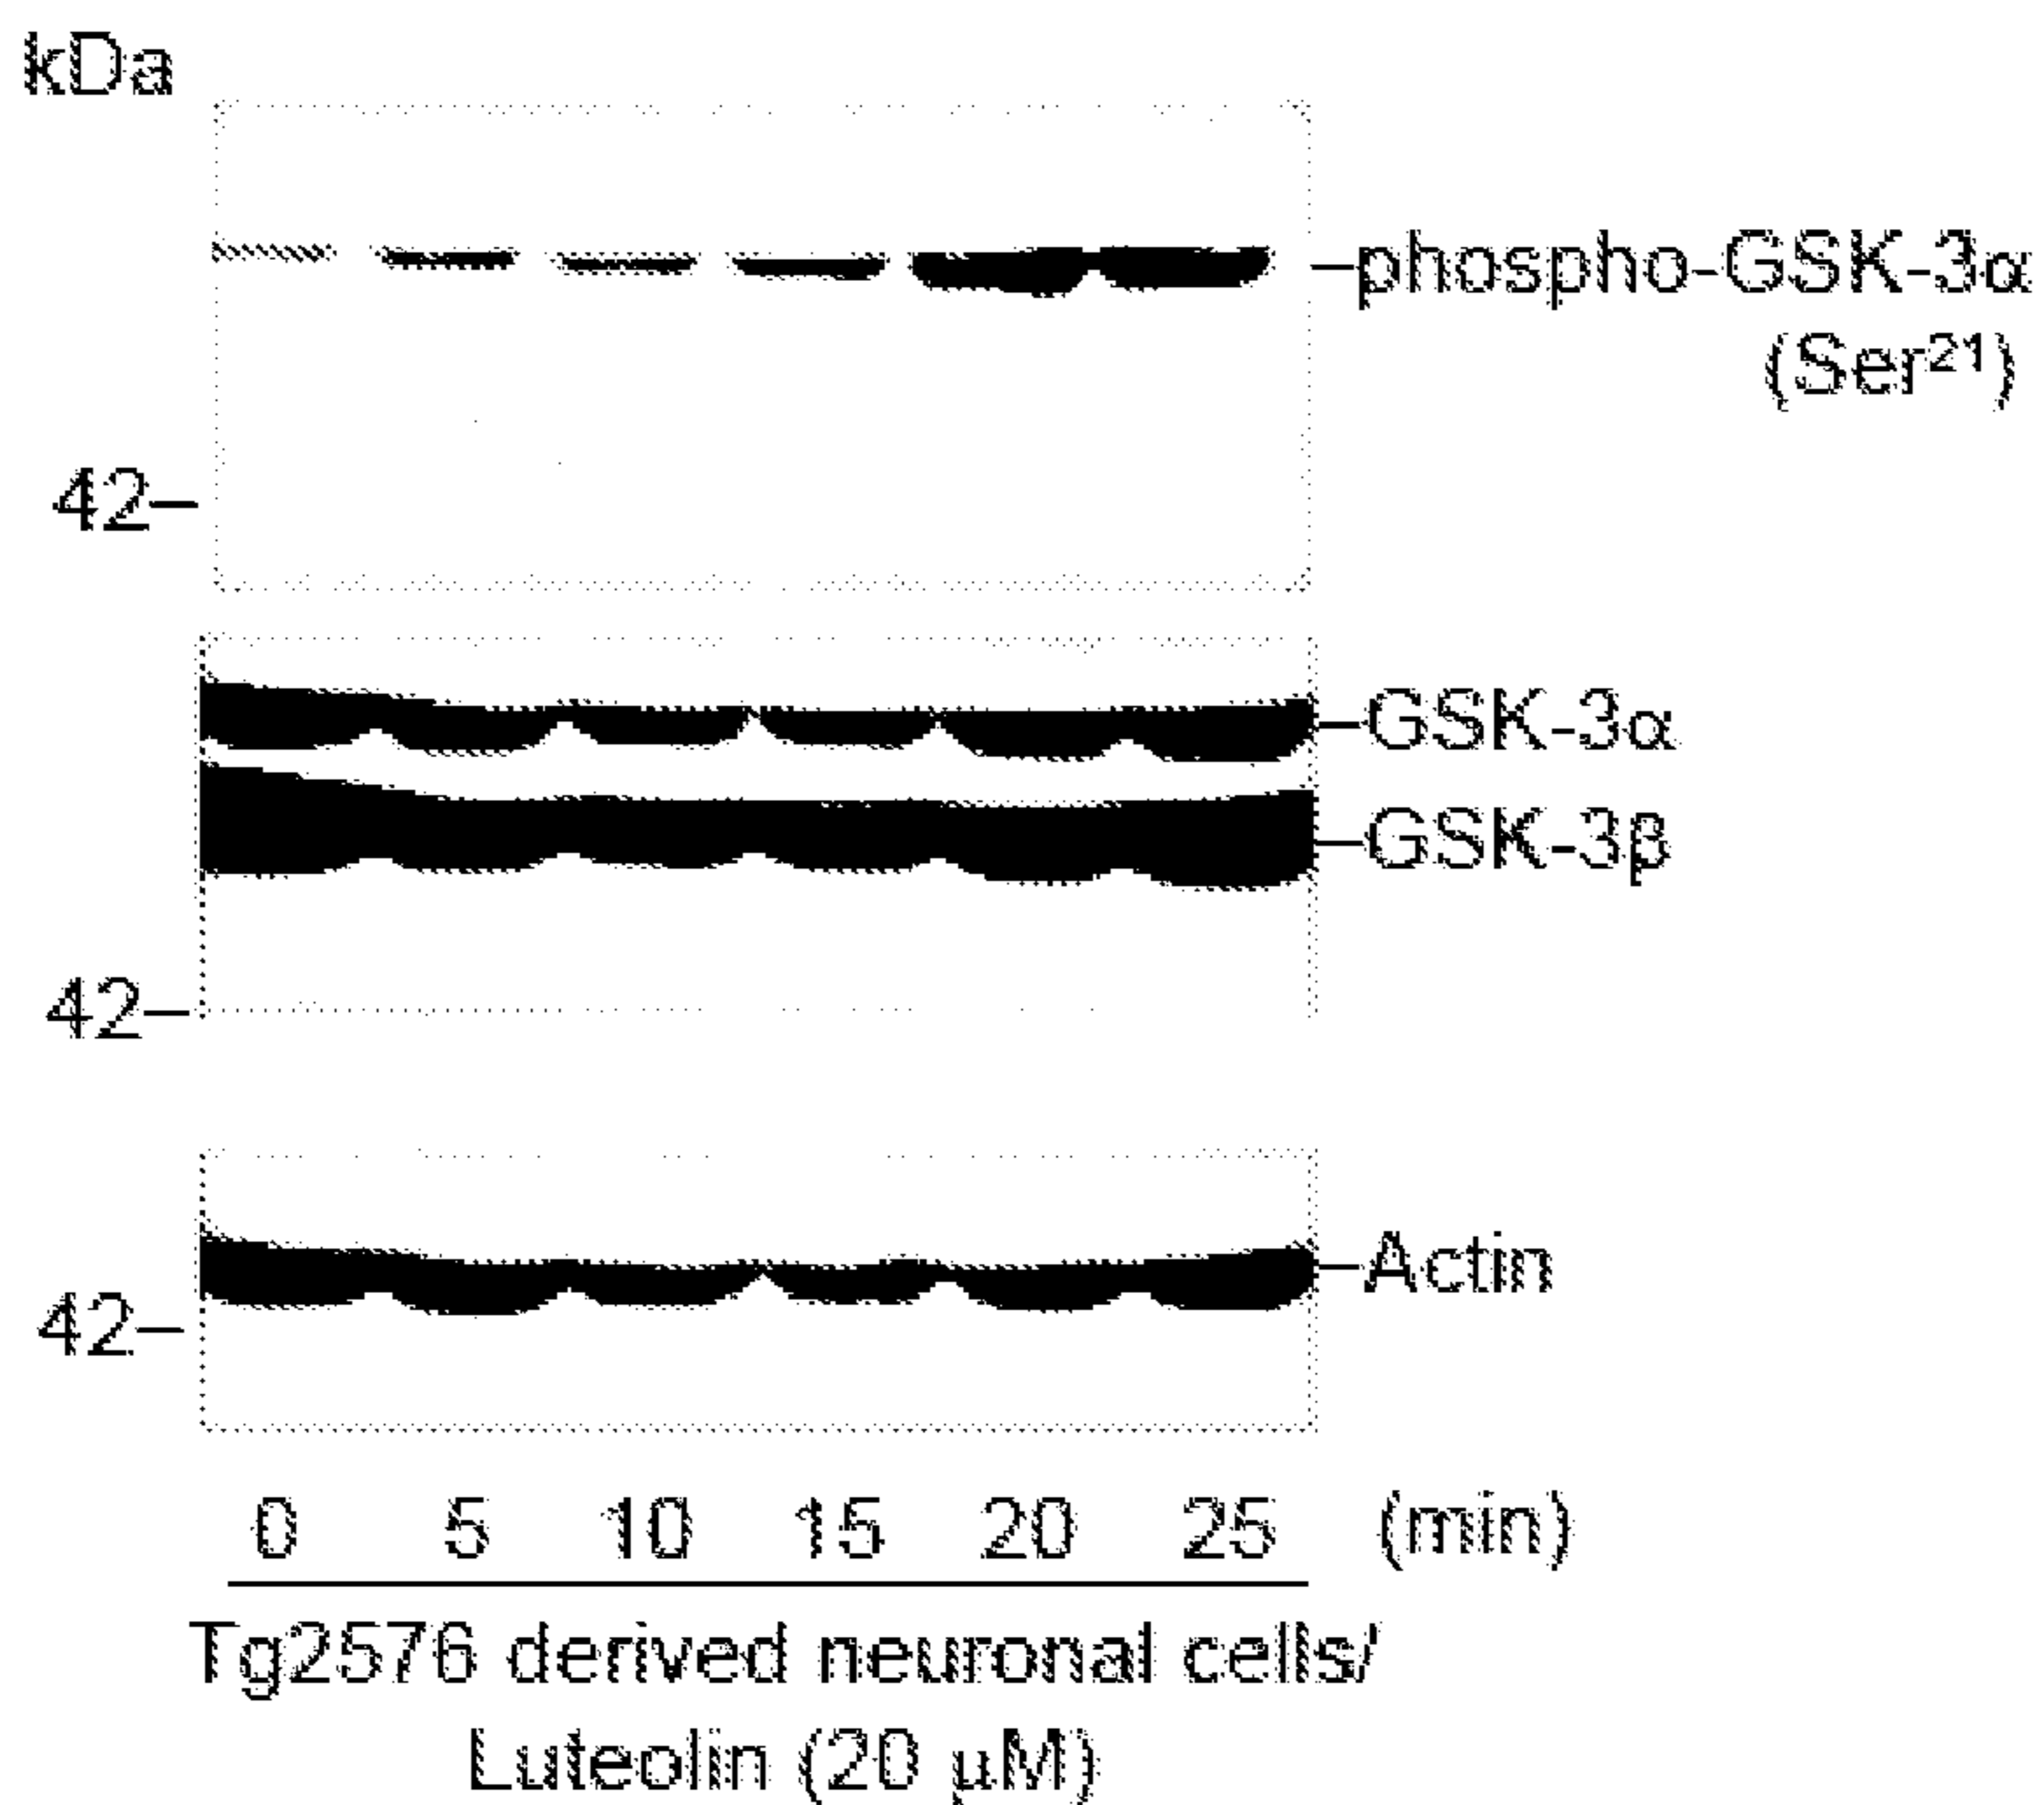 kDa
–phospho-GSK-3α
(Ser²¹)
42–
–GSK-3α
–GSK-3β
42–
–Actin
42–
0 5 10 15 20 25 (min)
Tg2576 derived neuronal cells/
Luteolin (20 µM)